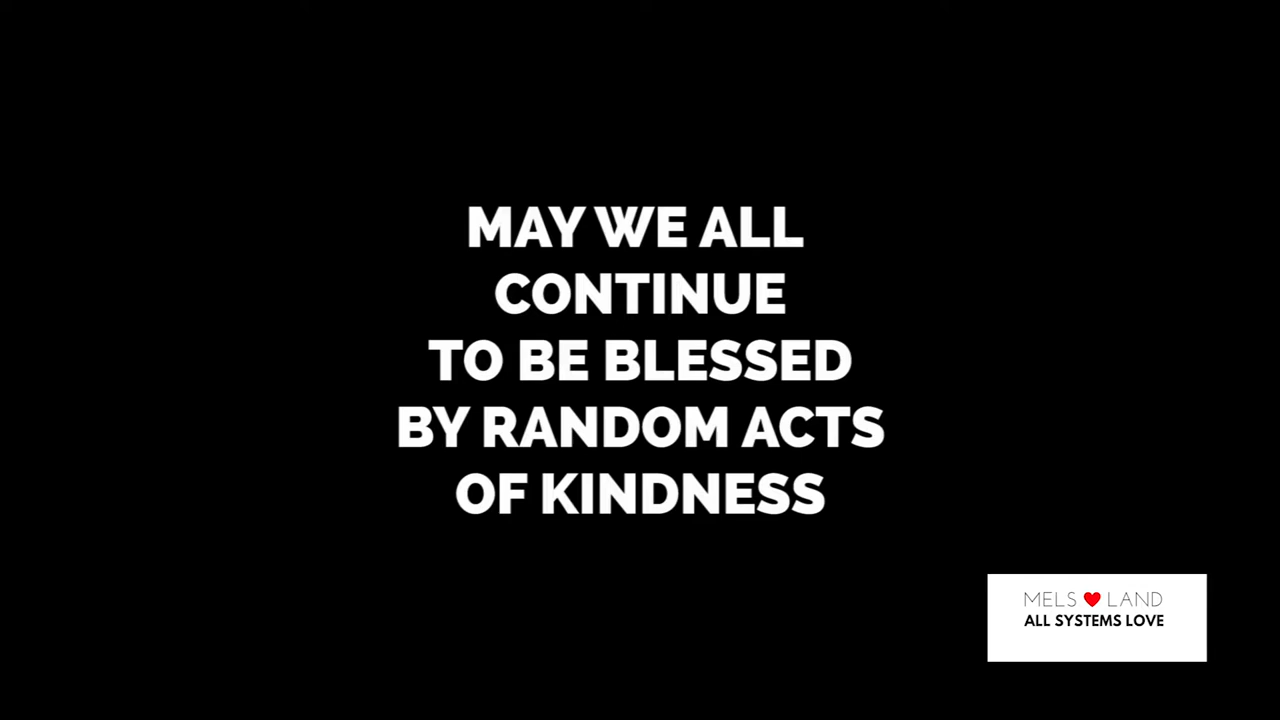 MAY WE ALL
CONTINUE
TO BE BLESSED
BY RANDOM ACTS
OF KINDNESS
MELS ❤ LAND
ALL SYSTEMS LOVE